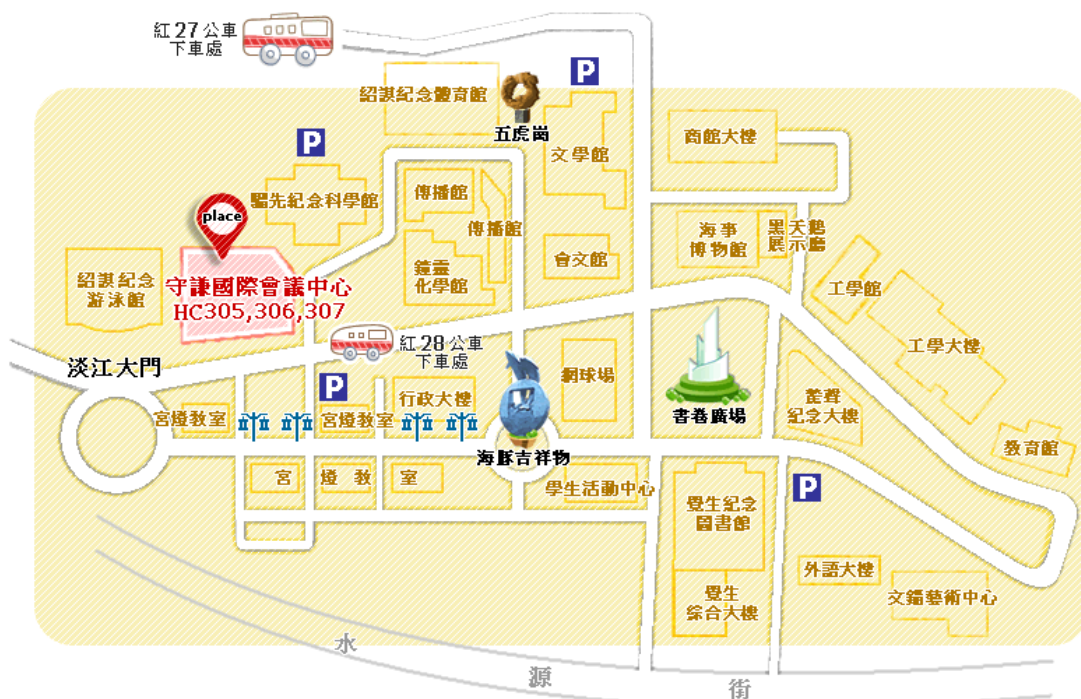 紅27公車
下車處
P
紹謨紀念體育館
五虎崗
文學館
商館大樓
P
騮先紀念科學館
傳播館
傳播館
海事
博物館
黑天鵝
展示廳
place
紹謨紀念
游泳館
守謙國際會議中心
HC305,306,307
鍾靈
化學館
會文館
工學館
工學大樓
紅28公車
下車處
淡江大門
P
行政大樓
網球場
書卷廣場
驚聲
紀念大樓
宮燈教室
宮燈教室
海豚吉祥物
教育館
宮燈教室
學生活動中心
覺生紀念
圖書館
P
外語大樓
覺生
綜合大樓
文錙藝術中心
水源街